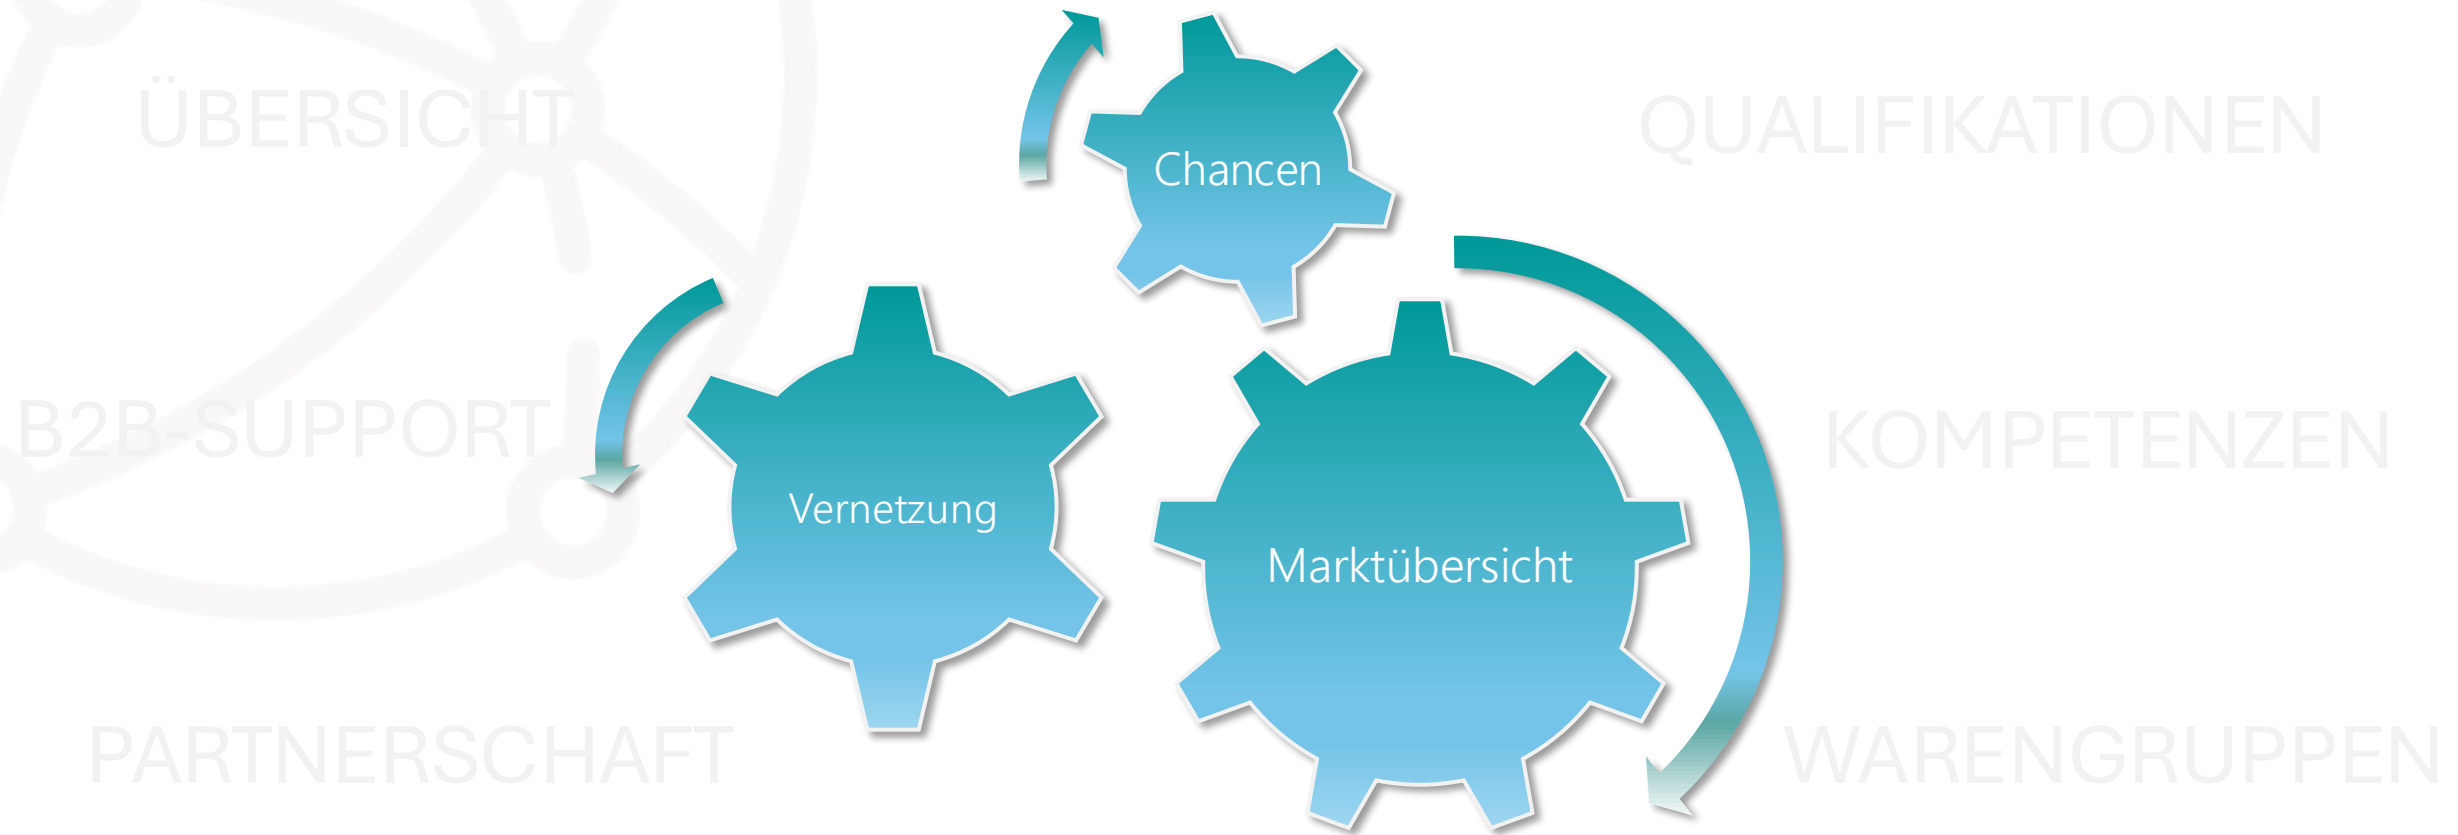 ÜBERSICHT
QUALIFIKATIONEN
Chancen
B2B-SUPPORT
KOMPETENZEN
Vernetzung
Marktübersicht
PARTNERSCHAFT
WARENGRUPPEN